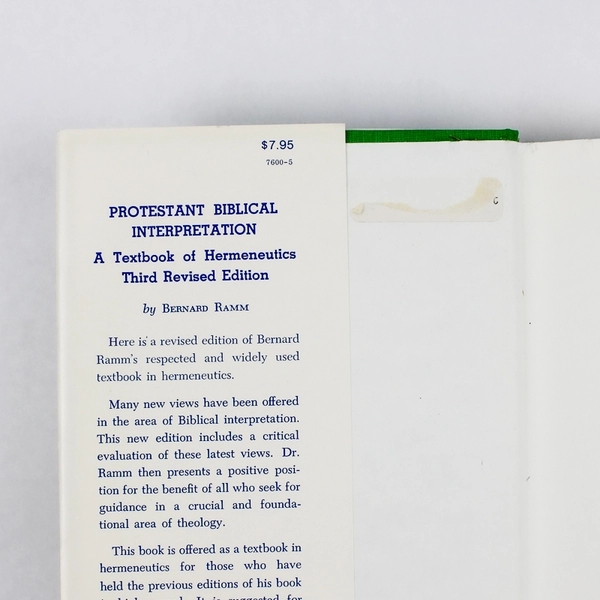 $7.95
7600-5
PROTESTANT BIBLICAL
INTERPRETATION
A Textbook of Hermeneutics
Third Revised Edition
by BERNARD RAMM
Here is a revised edition of Bernard
Ramm's respected and widely used
textbook in hermeneutics.
Many new views have been offered
in the area of Biblical interpretation.
This new edition includes a critical
evaluation of these latest views. Dr.
Ramm then presents a positive posi-
tion for the benefit of all who seek for
guidance in a crucial and founda-
tional area of theology.
This book is offered as a textbook in
hermeneutics for those who have
held the previous editions of his book
It is suggested for